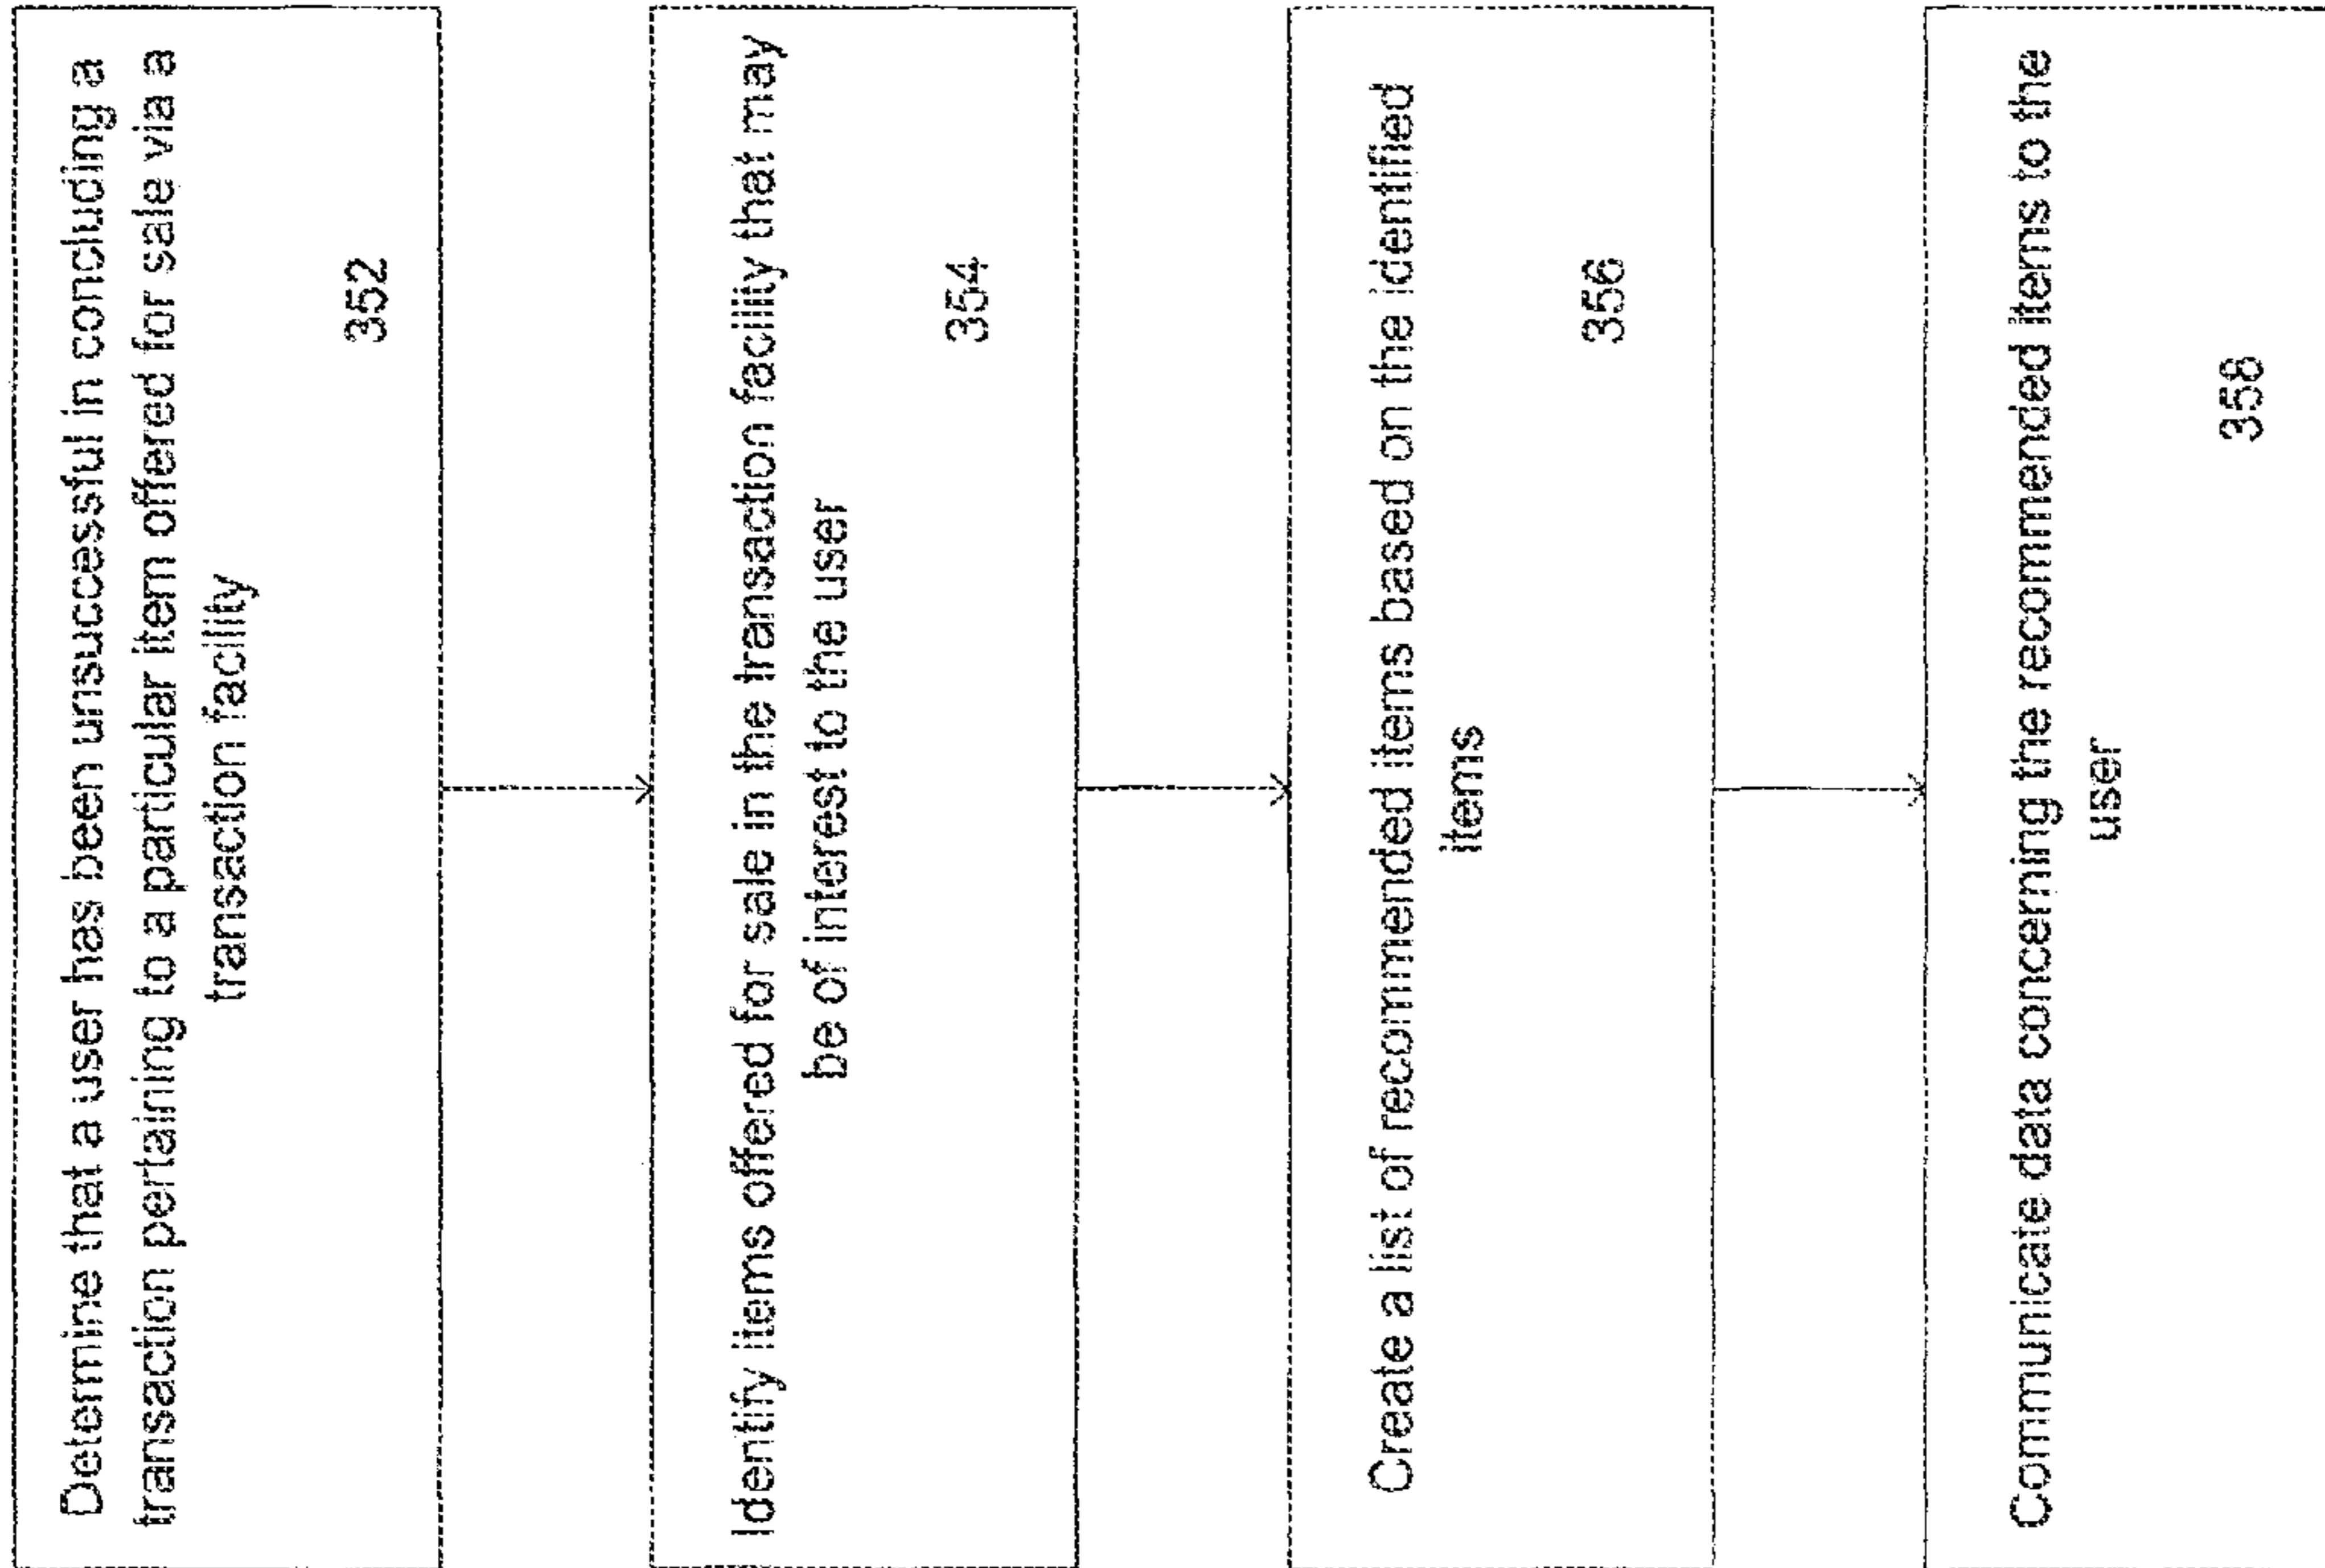 Determine that a user has been unsuccessful in concluding a
transaction pertaining to a particular item offered for sale via a
transaction facility
352
Identify items offered for sale in the transaction facility that may
be of interest to the user
354
Create a list of recommended items based on the identified
items
356
Communicate data concerning the recommended items to the
user
358